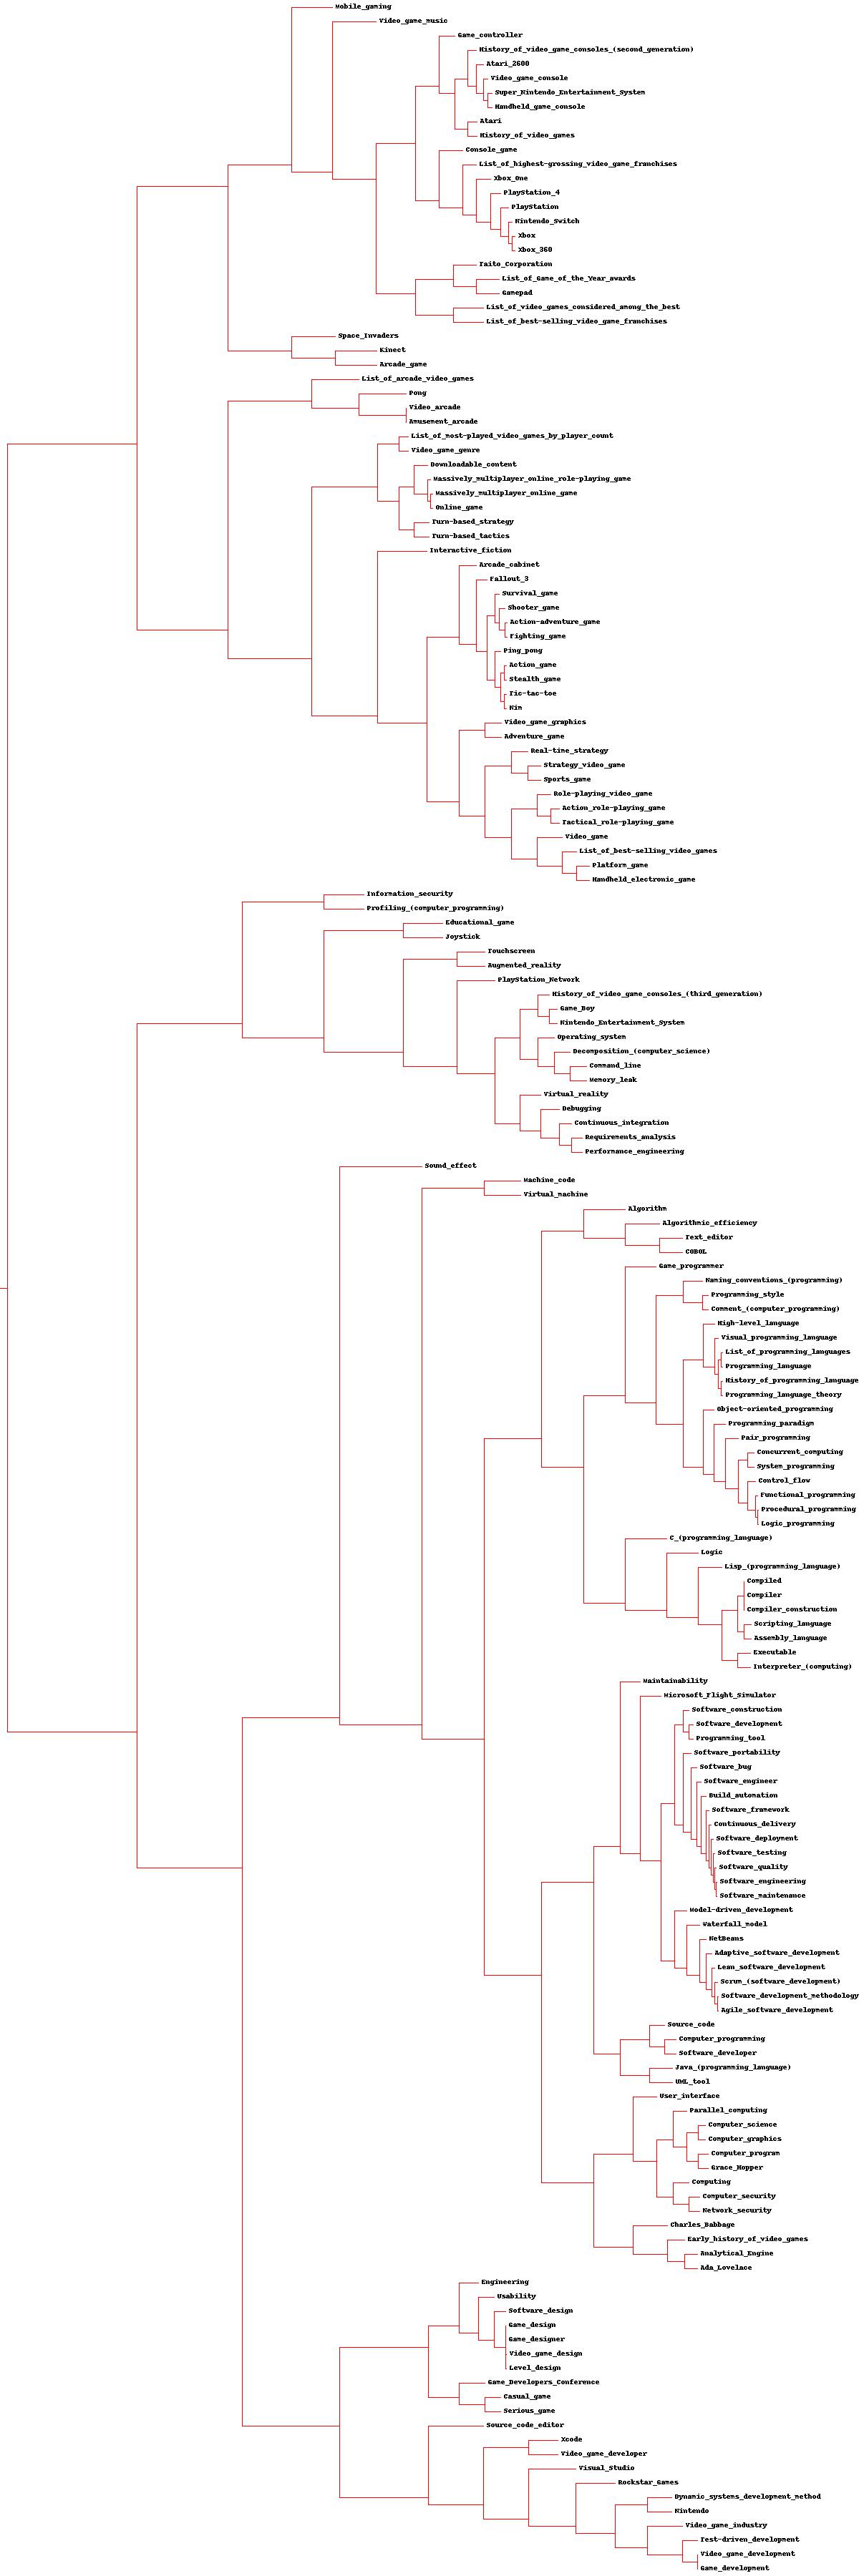 Mobile_gaming
Video_game_music
Game_controller
History_of_video_game_consoles_(second_generation)
Atari_2600
Video_game_console
Super_Nintendo_Entertainment_System
Handheld_game_console
Atari
History_of_video_games
Console_game
List_of_highest-grossing_video_game_franchises
Xbox_One
PlayStation_4
PlayStation
Nintendo_Switch
Xbox
Xbox_360
Taito_Corporation
List_of_Game_of_the_Year_awards
Gamepad
List_of_video_games_considered_among_the_best
List_of_best-selling_video_game_franchises
Space_Invaders
Kinect
Arcade_game
List_of_arcade_video_games
Pong
Video_arcade
Amusement_arcade
List_of_most-played_video_games_by_player_count
Video_game_genre
Downloadable_content
Massively_multiplayer_online_role-playing_game
Massively_multiplayer_online_game
Online_game
Turn-based_strategy
Turn-based_tactics
Interactive_fiction
Arcade_cabinet
Fallout_3
Survival_game
Shooter_game
Action-adventure_game
Fighting_game
Ping_pong
Action_game
Stealth_game
Tic-tac-toe
Nim
Video_game_graphics
Adventure_game
Real-time_strategy
Strategy_video_game
Sports_game
Role-playing_video_game
Action_role-playing_game
Tactical_role-playing_game
Video_game
List_of_best-selling_video_games
Platform_game
Handheld_electronic_game
Information_security
Profiling_(computer_programming)
Educational_game
Joystick
Touchscreen
Augmented_reality
PlayStation_Network
History_of_video_game_consoles_(third_generation)
Game_Boy
Nintendo_Entertainment_System
Operating_system
Decomposition_(computer_science)
Command_line
Memory_leak
Virtual_reality
Debugging
Continuous_integration
Requirements_analysis
Performance_engineering
Sound_effect
Machine_code
Virtual_machine
Algorithm
Algorithmic_efficiency
Text_editor
COBOL
Game_programmer
Naming_conventions_(programming)
Programming_style
Comment_(computer_programming)
High-level_language
Visual_programming_language
List_of_programming_languages
Programming_language
History_of_programming_language
Programming_language_theory
Object-oriented_programming
Programming_paradigm
Pair_programming
Concurrent_computing
System_programming
Control_flow
Functional_programming
Procedural_programming
Logic_programming
C_(programming_language)
Logic
Lisp_(programming_language)
Compiled
Compiler
Compiler_construction
Scripting_language
Assembly_language
Executable
Interpreter_(computing)
Maintainability
Microsoft_Flight_Simulator
Software_construction
Software_development
Programming_tool
Software_portability
Software_bug
Software_engineer
Build_automation
Software_framework
Continuous_delivery
Software_deployment
Software_testing
Software_quality
Software_engineering
Software_maintenance
Model-driven_development
Waterfall_model
NetBeans
Adaptive_software_development
Lean_software_development
Scrum_(software_development)
Software_development_methodology
Agile_software_development
Source_code
Computer_programming
Software_developer
Java_(programming_language)
UML_tool
User_interface
Parallel_computing
Computer_science
Computer_graphics
Computer_program
Grace_Hopper
Computing
Computer_security
Network_security
Charles_Babbage
Early_history_of_video_games
Analytical_Engine
Ada_Lovelace
Engineering
Usability
Software_design
Game_design
Game_designer
Video_game_design
Level_design
Game_Developers_Conference
Casual_game
Serious_game
Source_code_editor
Xcode
Video_game_developer
Visual_Studio
Rockstar_Games
Dynamic_systems_development_method
Nintendo
Video_game_industry
Test-driven_development
Video_game_development
Game_development